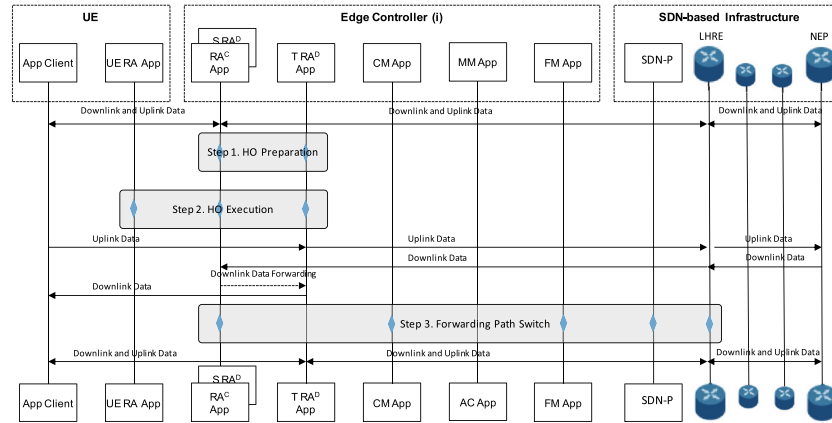 UE
Edge Controller (i)
SDN-based Infrastructure
S RAD
LHRE
NEP
App Client
UE RA App
RAC
App
T RAD
App
CM App
MM App
FM App
SDN-P
Downlink and Uplink Data
Downlink and Uplink Data
Downlink and Uplink Data
Step 1. HO Preparation
Step 2. HO Execution
Uplink Data
Uplink Data
Uplink Data
Downlink Data
Downlink Data
Downlink Data Forwarding
Downlink Data
Step 3. Forwarding Path Switch
Downlink and Uplink Data
Downlink and Uplink Data
Downlink and Uplink Data
S RAD
App Client
UE RA App
RAC
App
T RAD
App
CM App
AC App
FM App
SDN-P